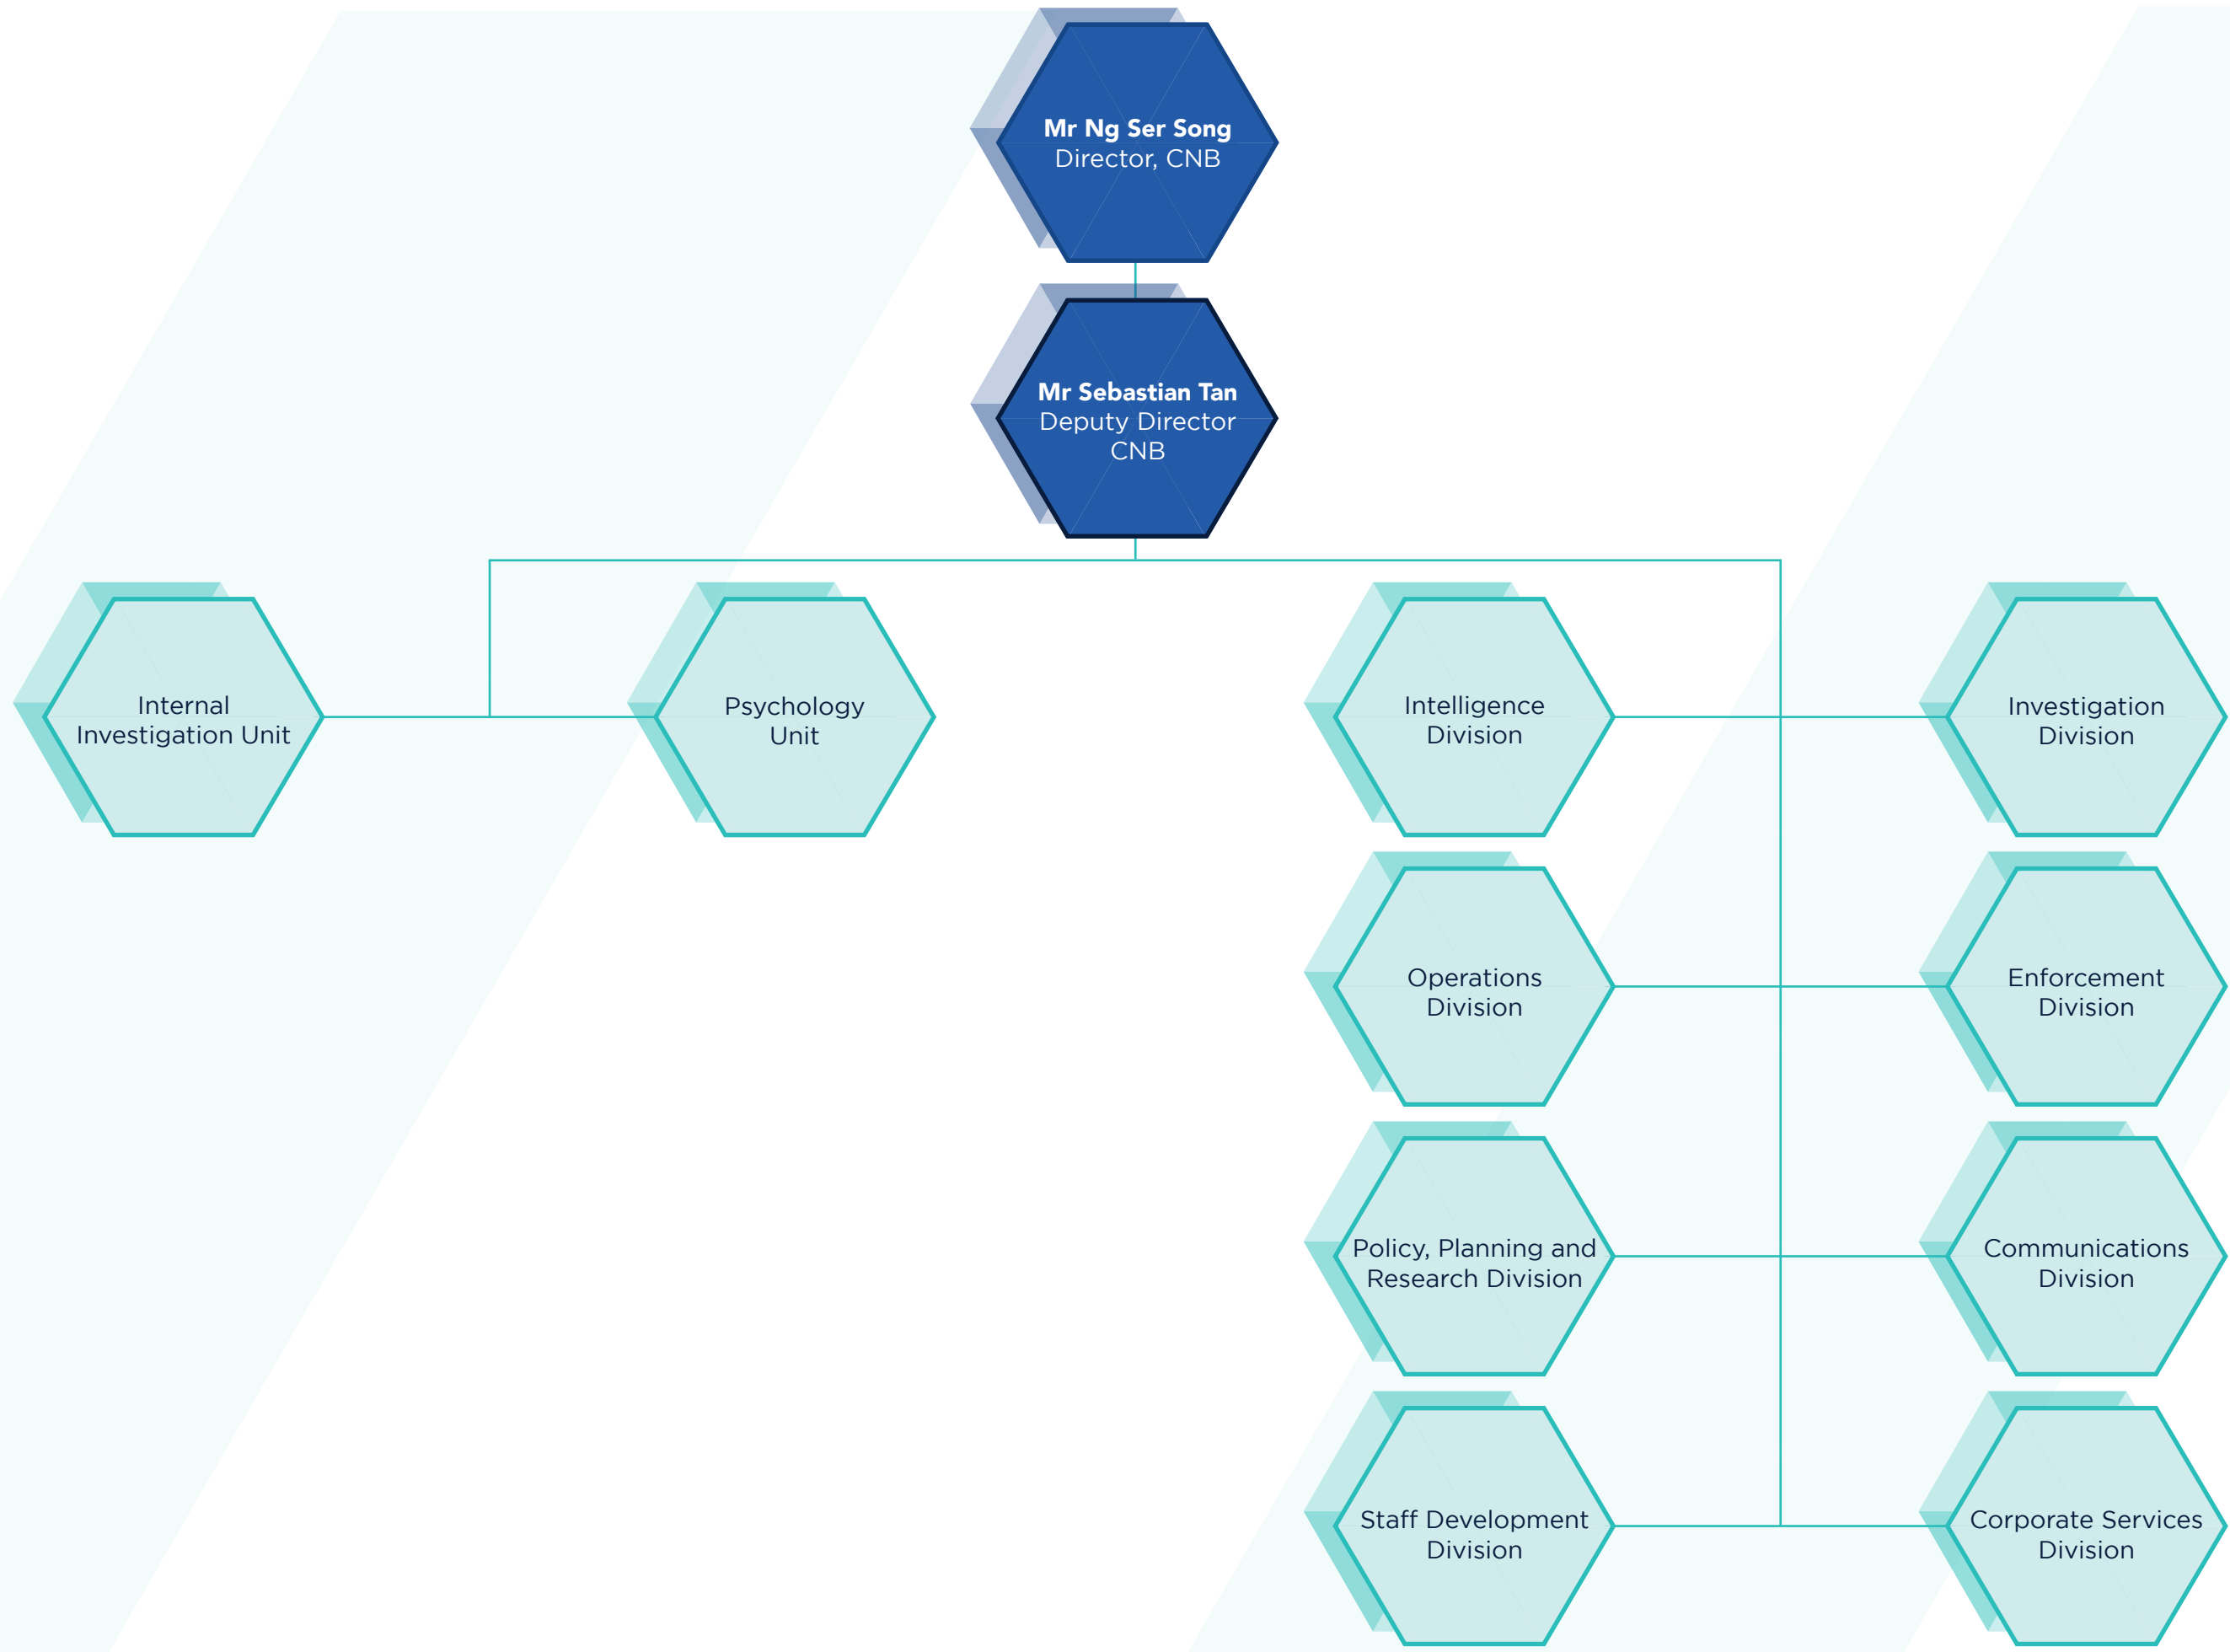 Mr Ng Ser Song
Director, CNB
Mr Sebastian Tan
Deputy Director
CNB
Internal
Investigation Unit
Psychology
Unit
Intelligence
Division
Investigation
Division
Operations
Division
Enforcement
Division
Policy, Planning and
Research Division
Communications
Division
Staff Development
Division
Corporate Services
Division